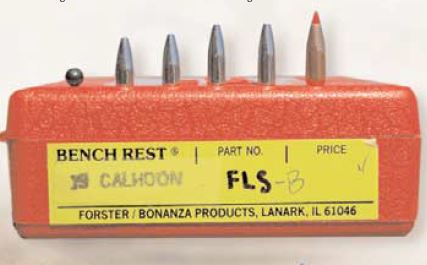 BENCH REST ® | PART NO. | PRICE
19 CALHOON FLS-B
FORSTER / BONANZA PRODUCTS, LANARK, IL 61046